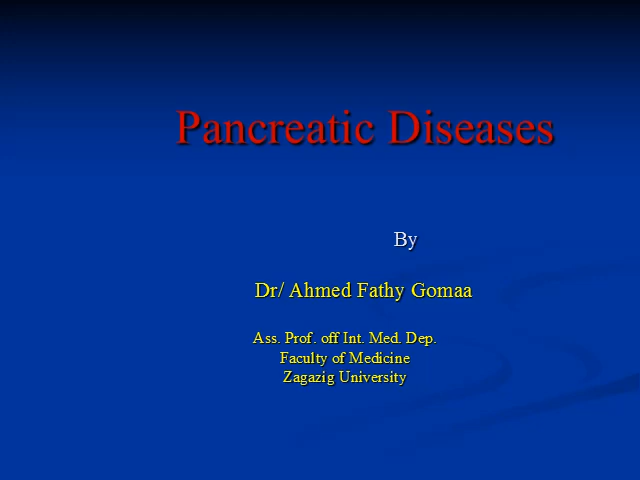 Pancreatic Diseases
By
Dr/ Ahmed Fathy Gomaa
Ass. Prof. off Int. Med. Dep.
Faculty of Medicine
Zagazig University